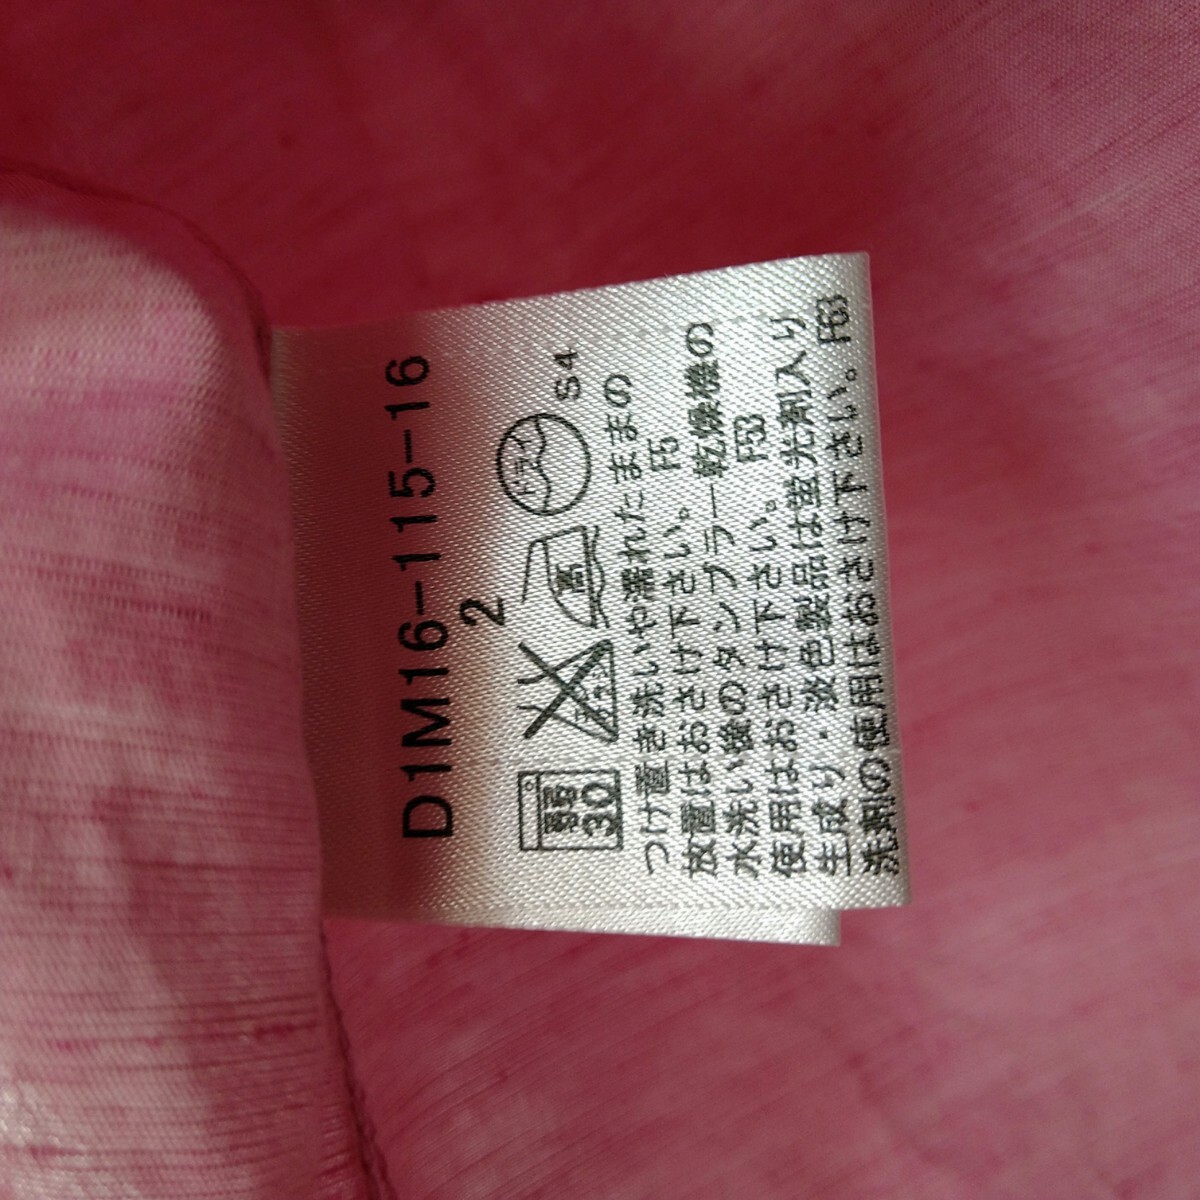 D1M16-115-16
2
弱
30
高
ドライ
S4
つけ置き洗いや濡れたままの
放置はおさけ下さい。 F5
水洗い後のタンブラー乾燥機の
使用はおさけ下さい。 F53
生成り・淡色製品は蛍光剤入り
洗剤の使用はおさけ下さい。 F63